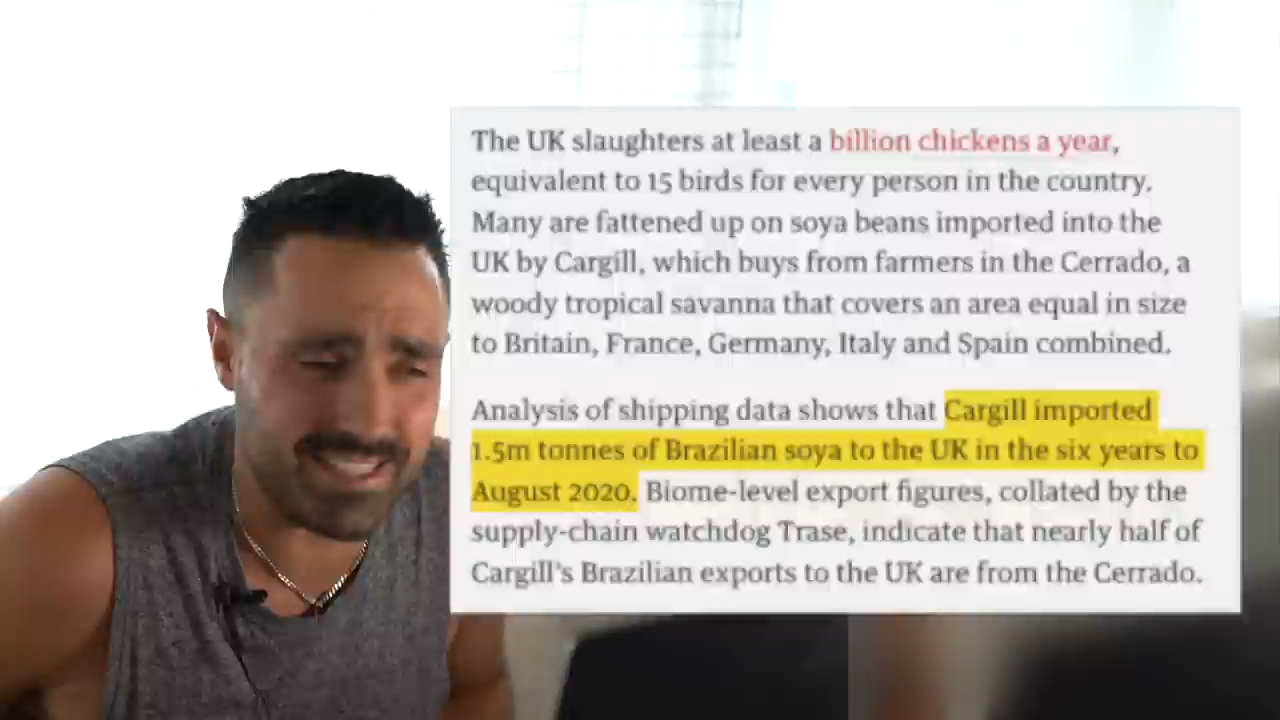 The UK slaughters at least a billion chickens a year,
equivalent to 15 birds for every person in the country.
Many are fattened up on soya beans imported into the
UK by Cargill, which buys from farmers in the Cerrado, a
woody tropical savanna that covers an area equal in size
to Britain, France, Germany, Italy and Spain combined.
Analysis of shipping data shows that Cargill imported
1.5m tonnes of Brazilian soya to the UK in the six years to
August 2020. Biome-level export figures, collated by the
supply-chain watchdog Trase, indicate that nearly half of
Cargill's Brazilian exports to the UK are from the Cerrado.